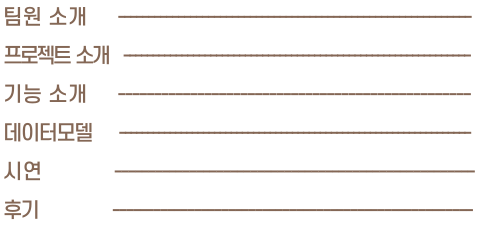 팀원 소개
프로젝트 소개
기능 소개
데이터모델
시연
후기